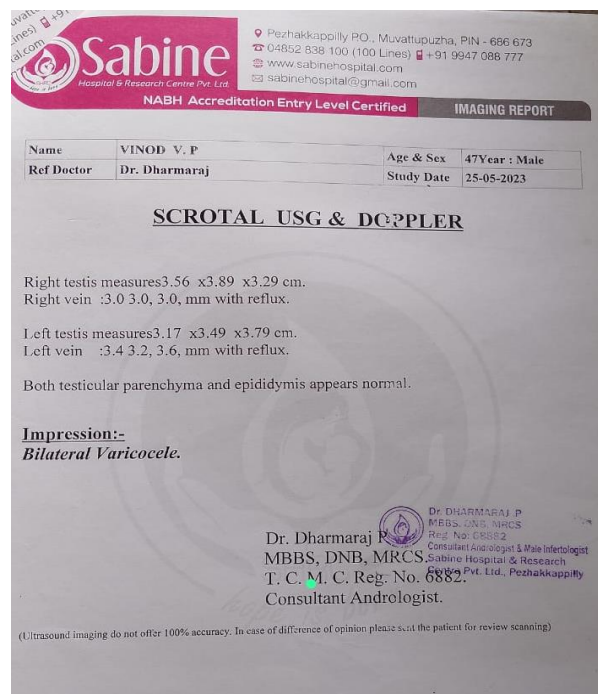 Sabine
Hospital & Research Centre Pvt. Ltd.
Pezhakkappilly P.O., Muvattupuzha, PIN - 686 673
04852 838 100 (100 Lines) +91 9947 088 777
www.sabinehospital.com
sabinehospital@gmail.com
NABH Accreditation Entry Level Certified
IMAGING REPORT
Name VINOD V. P Age & Sex 47Year : Male
Ref Doctor Dr. Dharmaraj Study Date 25-05-2023
SCROTAL USG & DOPPLER
Right testis measures3.56 x3.89 x3.29 cm.
Right vein :3.0 3.0, 3.0, mm with reflux.
Left testis measures3.17 x3.49 x3.79 cm.
Left vein :3.4 3.2, 3.6, mm with reflux.
Both testicular parenchyma and epididymis appears normal.
Impression:-
Bilateral Varicocele.
Dr. Dharmaraj P
MBBS, DNB, MRCS.
T. C. M. C. Reg. No. 6882.
Consultant Andrologist.
Dr. DHARMARAJ .P
MBBS, DNB, MRCS
Reg. No: 68882
Consultant Andrologist & Male Infertologist
Sabine Hospital & Research
Centre Pvt. Ltd., Pezhakkappilly
(Ultrasound imaging do not offer 100% accuracy. In case of difference of opinion please sent the patient for review scanning)